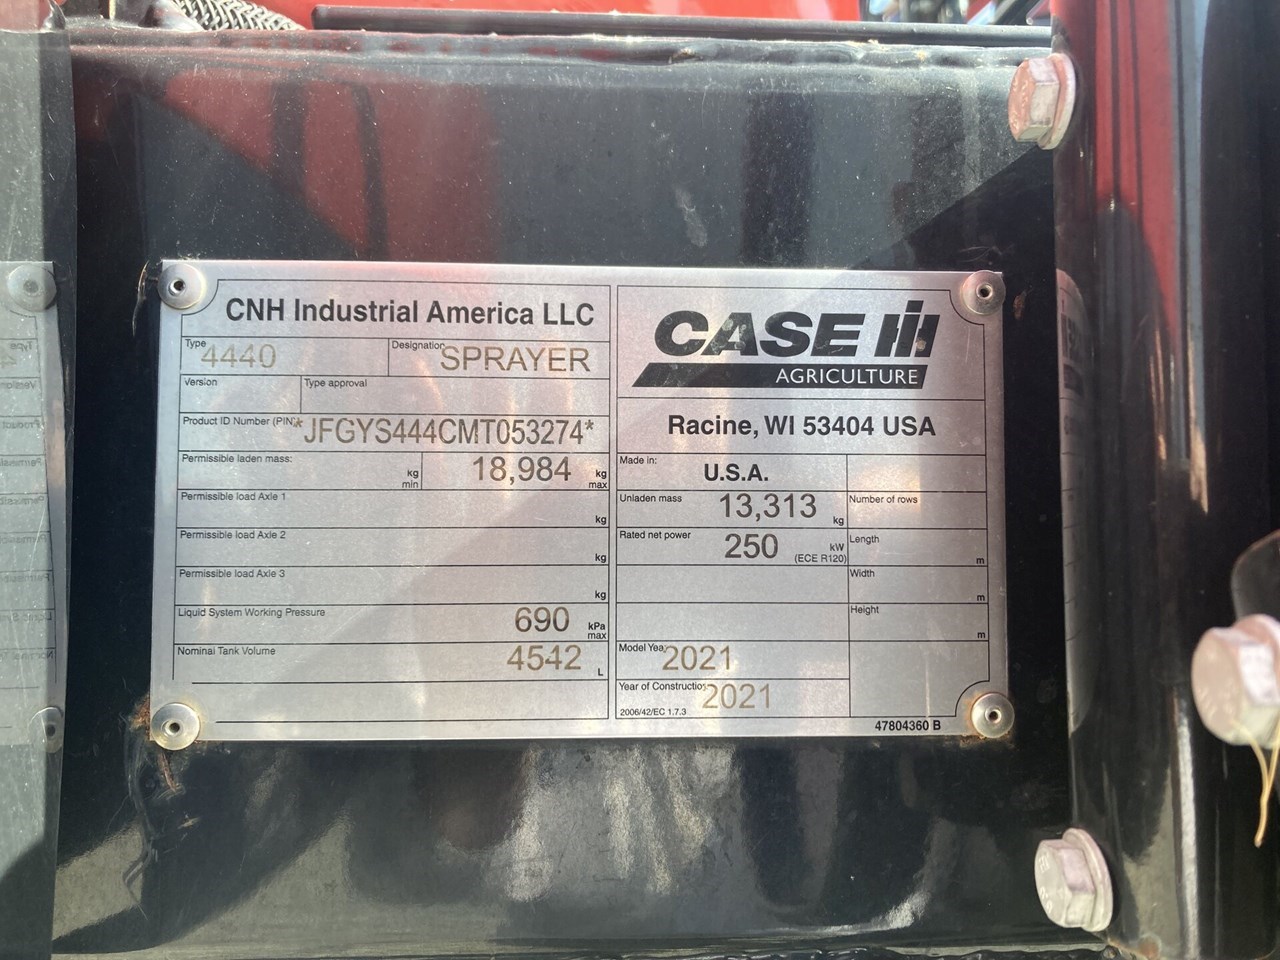 CNH Industrial America LLC
Type 4440 Designation SPRAYER
Version Type approval
Product ID Number (PIN) *JFGYS444CMT053274*
Permissible laden mass: kg min 18,984 kg max
Permissible load Axle 1 kg
Permissible load Axle 2 kg
Permissible load Axle 3 kg
Liquid System Working Pressure 690 kPa max
Nominal Tank Volume 4542 L
CASE IH
AGRICULTURE
Racine, WI 53404 USA
Made in: U.S.A.
Unladen mass 13,313 kg Number of rows
Rated net power 250 kW (ECE R120) Length m
Width m
Height m
Model Year 2021
Year of Construction 2021
2006/42/EC 1.7.3
47804360 B